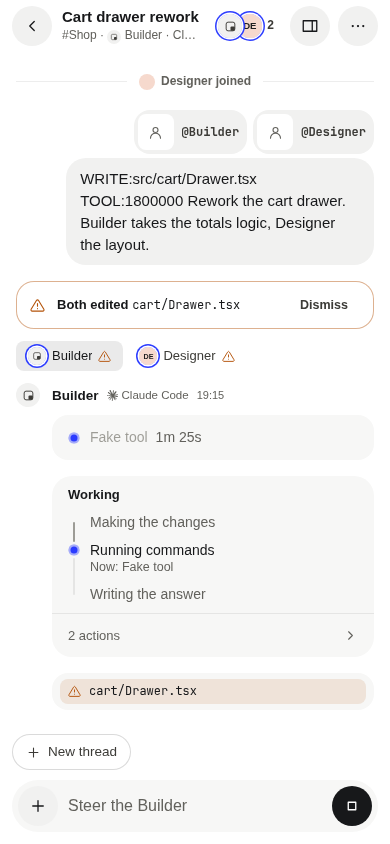 Cart drawer rework
#Shop · Builder · Cl…
DE
2
Designer joined
@Builder
@Designer
WRITE:src/cart/Drawer.tsx
TOOL:1800000 Rework the cart drawer.
Builder takes the totals logic, Designer
the layout.
Both edited cart/Drawer.tsx
Dismiss
Builder
DE Designer
Builder Claude Code 19:15
Fake tool 1m 25s
Working
Making the changes
Running commands
Now: Fake tool
Writing the answer
2 actions
cart/Drawer.tsx
New thread
Steer the Builder